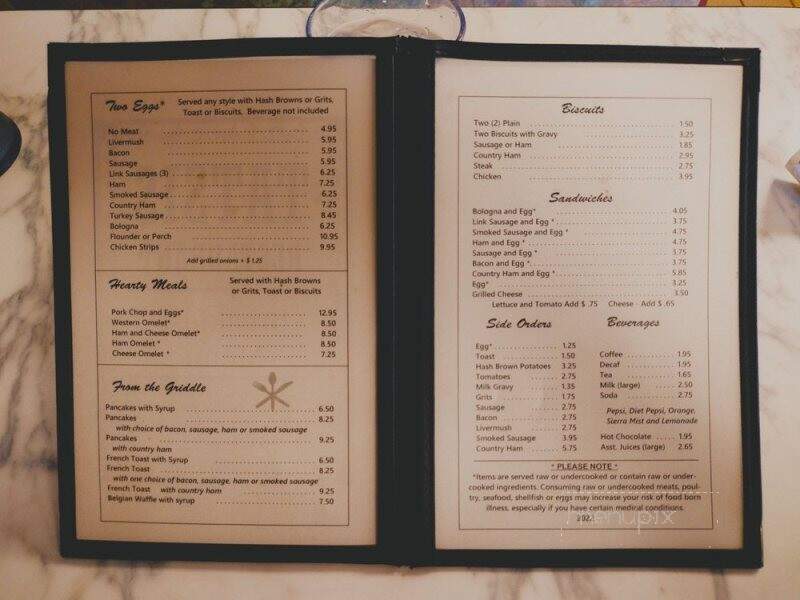 Two Eggs* Served any style with Hash Browns or Grits,
Toast or Biscuits. Beverage not included
No Meat 4.95
Livermush 5.95
Bacon 5.95
Sausage 5.95
Link Sausages (3) 6.25
Ham 7.25
Smoked Sausage 6.25
Country Ham 7.25
Turkey Sausage 8.45
Bologna 6.25
Flounder or Perch 10.95
Chicken Strips 9.95
Add grilled onions + $ 1.25
Hearty Meals Served with Hash Browns
or Grits, Toast or Biscuits
Pork Chop and Eggs* 12.95
Western Omelet* 8.50
Ham and Cheese Omelet* 8.50
Ham Omelet * 8.50
Cheese Omelet * 7.25
From the Griddle
Pancakes with Syrup 6.50
Pancakes 8.25
with choice of bacon, sausage, ham or smoked sausage
Pancakes 9.25
with country ham
French Toast with Syrup 6.50
French Toast 8.25
with one choice of bacon, sausage, ham or smoked sausage
French Toast with country ham 9.25
Belgian Waffle with syrup 7.50
Biscuits
Two (2) Plain 1.50
Two Biscuits with Gravy 3.25
Sausage or Ham 1.85
Country Ham 2.95
Steak 2.75
Chicken 3.95
Sandwiches
Bologna and Egg* 4.05
Link Sausage and Egg * 3.75
Smoked Sausage and Egg * 4.75
Ham and Egg * 4.75
Sausage and Egg * 3.75
Bacon and Egg * 3.75
Country Ham and Egg * 5.85
Egg* 3.25
Grilled Cheese 3.50
Lettuce and Tomato Add $ .75 Cheese - Add $ .65
Side Orders
Egg* 1.25
Toast 1.50
Hash Brown Potatoes 3.25
Tomatoes 2.75
Milk Gravy 1.35
Grits 1.75
Sausage 2.75
Bacon 2.75
Livermush 2.75
Smoked Sausage 3.95
Country Ham 5.75
Beverages
Coffee 1.95
Decaf 1.95
Tea 1.65
Milk (large) 2.50
Soda 2.75
Pepsi, Diet Pepsi, Orange,
Sierra Mist and Lemonade
Hot Chocolate 1.95
Asst. Juices (large) 2.65
* PLEASE NOTE *
*Items are served raw or undercooked or contain raw or under-
cooked ingredients. Consuming raw or undercooked meats, poul-
try, seafood, shellfish or erggs may increase your risk of food born
illness, especially if you have certain medical conditions.
2022
menupix